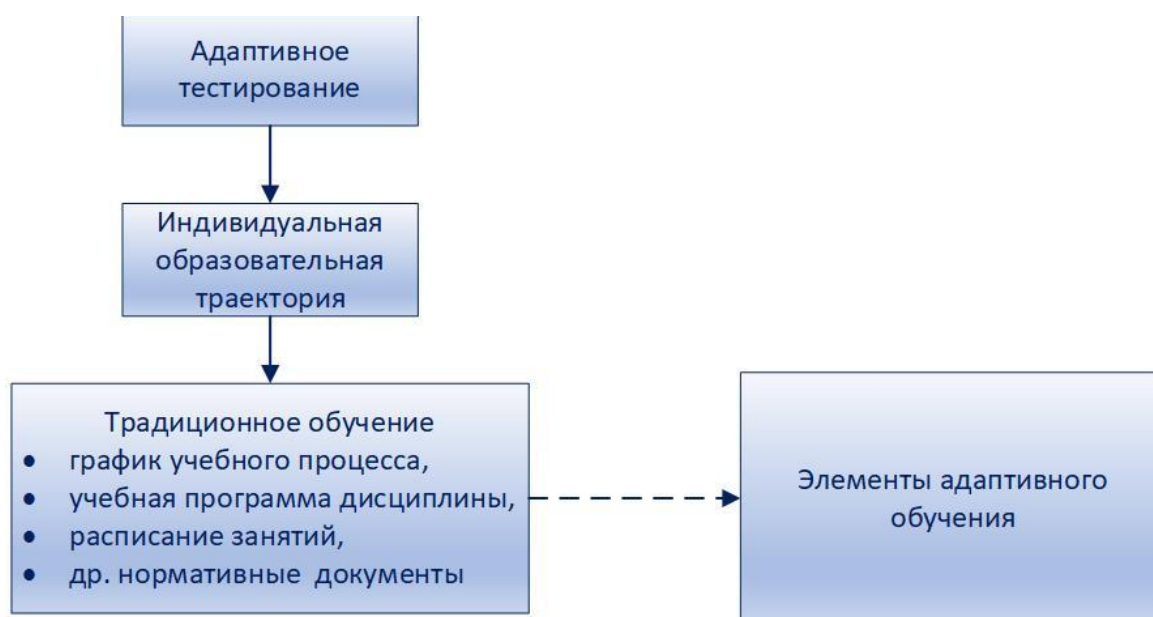 Адаптивное
тестирование
Индивидуальная
образовательная
траектория
Традиционное обучение
• график учебного процесса,
• учебная программа дисциплины,
• расписание занятий,
• др. нормативные документы
Элементы адаптивного
обучения